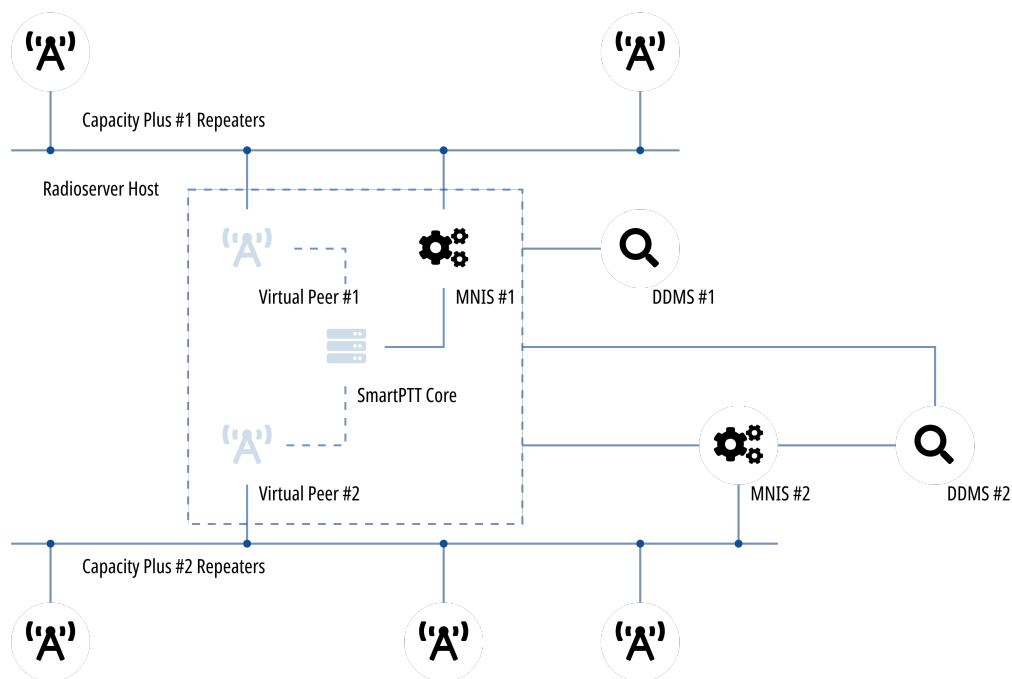 Capacity Plus #1 Repeaters
Radioserver Host
Virtual Peer #1
MNIS #1
DDMS #1
SmartPTT Core
Virtual Peer #2
MNIS #2
DDMS #2
Capacity Plus #2 Repeaters